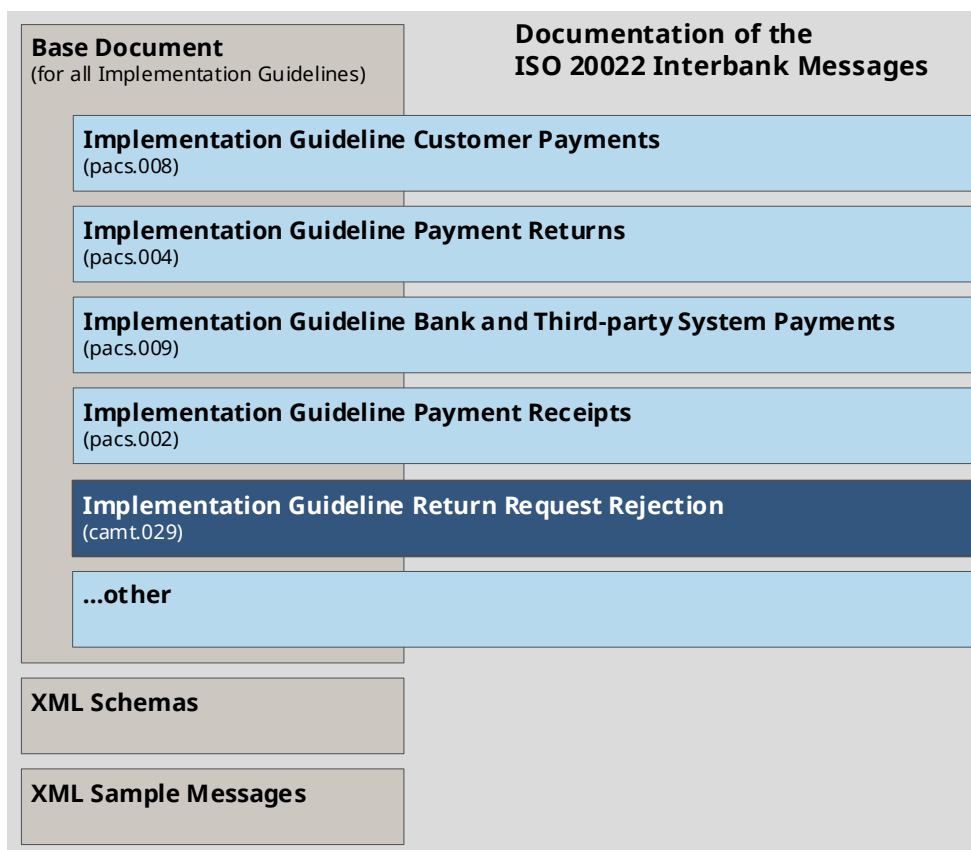 Base Document
(for all Implementation Guidelines)
Documentation of the
ISO 20022 Interbank Messages
Implementation Guideline Customer Payments
(pacs.008)
Implementation Guideline Payment Returns
(pacs.004)
Implementation Guideline Bank and Third-party System Payments
(pacs.009)
Implementation Guideline Payment Receipts
(pacs.002)
Implementation Guideline Return Request Rejection
(camt.029)
...other
XML Schemas
XML Sample Messages